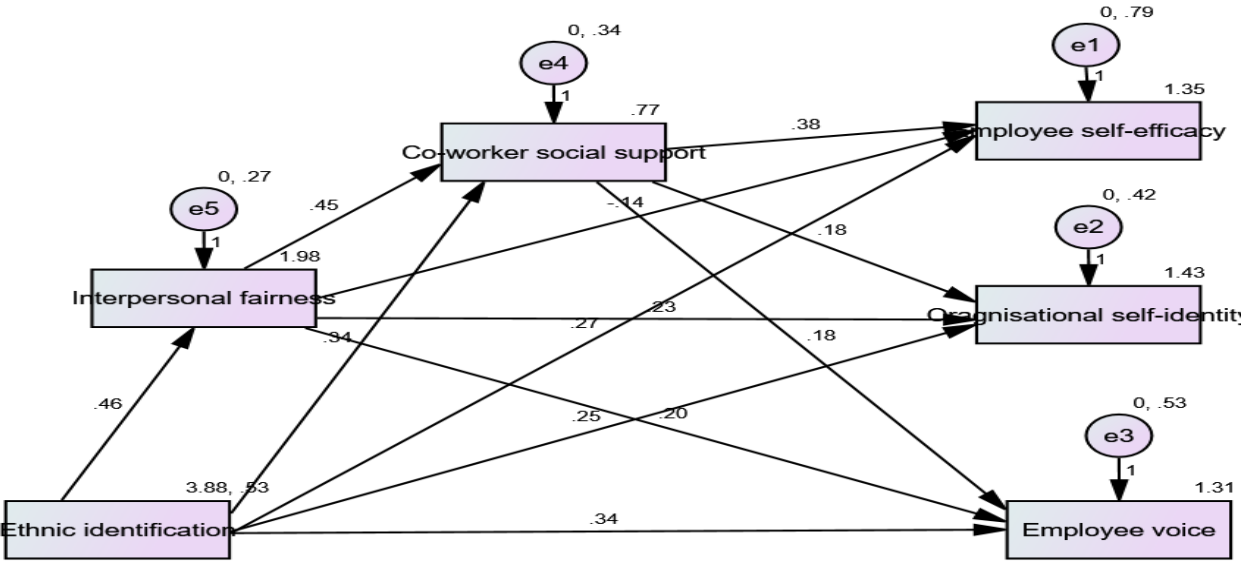 0, .79
e1
1
0, .34
e4
1
1.35
.77
Employee self-efficacy
.38
Co-worker social support
0, .27
e5
1
-.14
0, .42
e2
1
.45
.18
1.98
1.43
Interpersonal fairness
.23
Oragnisational self-identity
.27
.34
.18
.46
.25
.20
0, .53
e3
1
3.88, .53
1.31
.34
Ethnic identification
Employee voice